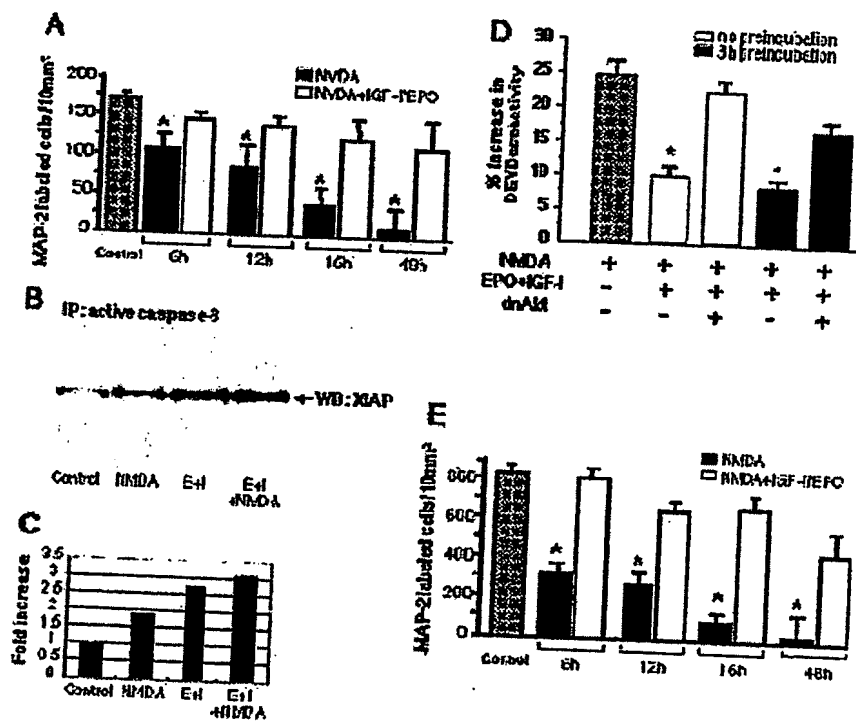 A
MAP-2 labeled cells/10mm²
200
150
100
50
0
NMDA
NMDA+IGF-I/EPO
*
*
*
*
Control
6h
12h
16h
48h
B
IP: active caspase-3
WB: XIAP
Control NMDA E+I E+I
+NMDA
C
Fold increase
3.5
3
2.5
2
1.5
1
0.5
0
Control NMDA E+I E+I
+NMDA
D
% Increase in
DEVDase activity
30
25
20
15
10
5
0
no preincubation
3h preincubation
*
NMDA + + + + +
EPO+IGF-I - + + + +
dnAkt - - + - +
E
MAP-2 labeled cells/10mm²
800
600
400
200
0
NMDA
NMDA+IGF-I/EPO
*
*
*
*
Control
6h
12h
16h
48h